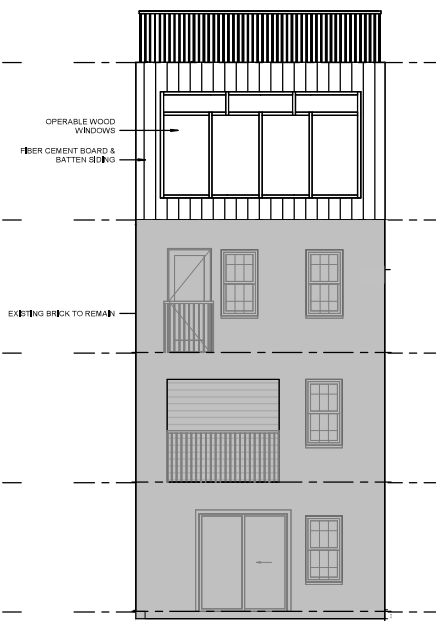 OPERABLE WOOD
WINDOWS
FIBER CEMENT BOARD &
BATTEN SIDING
EXISTING BRICK TO REMAIN